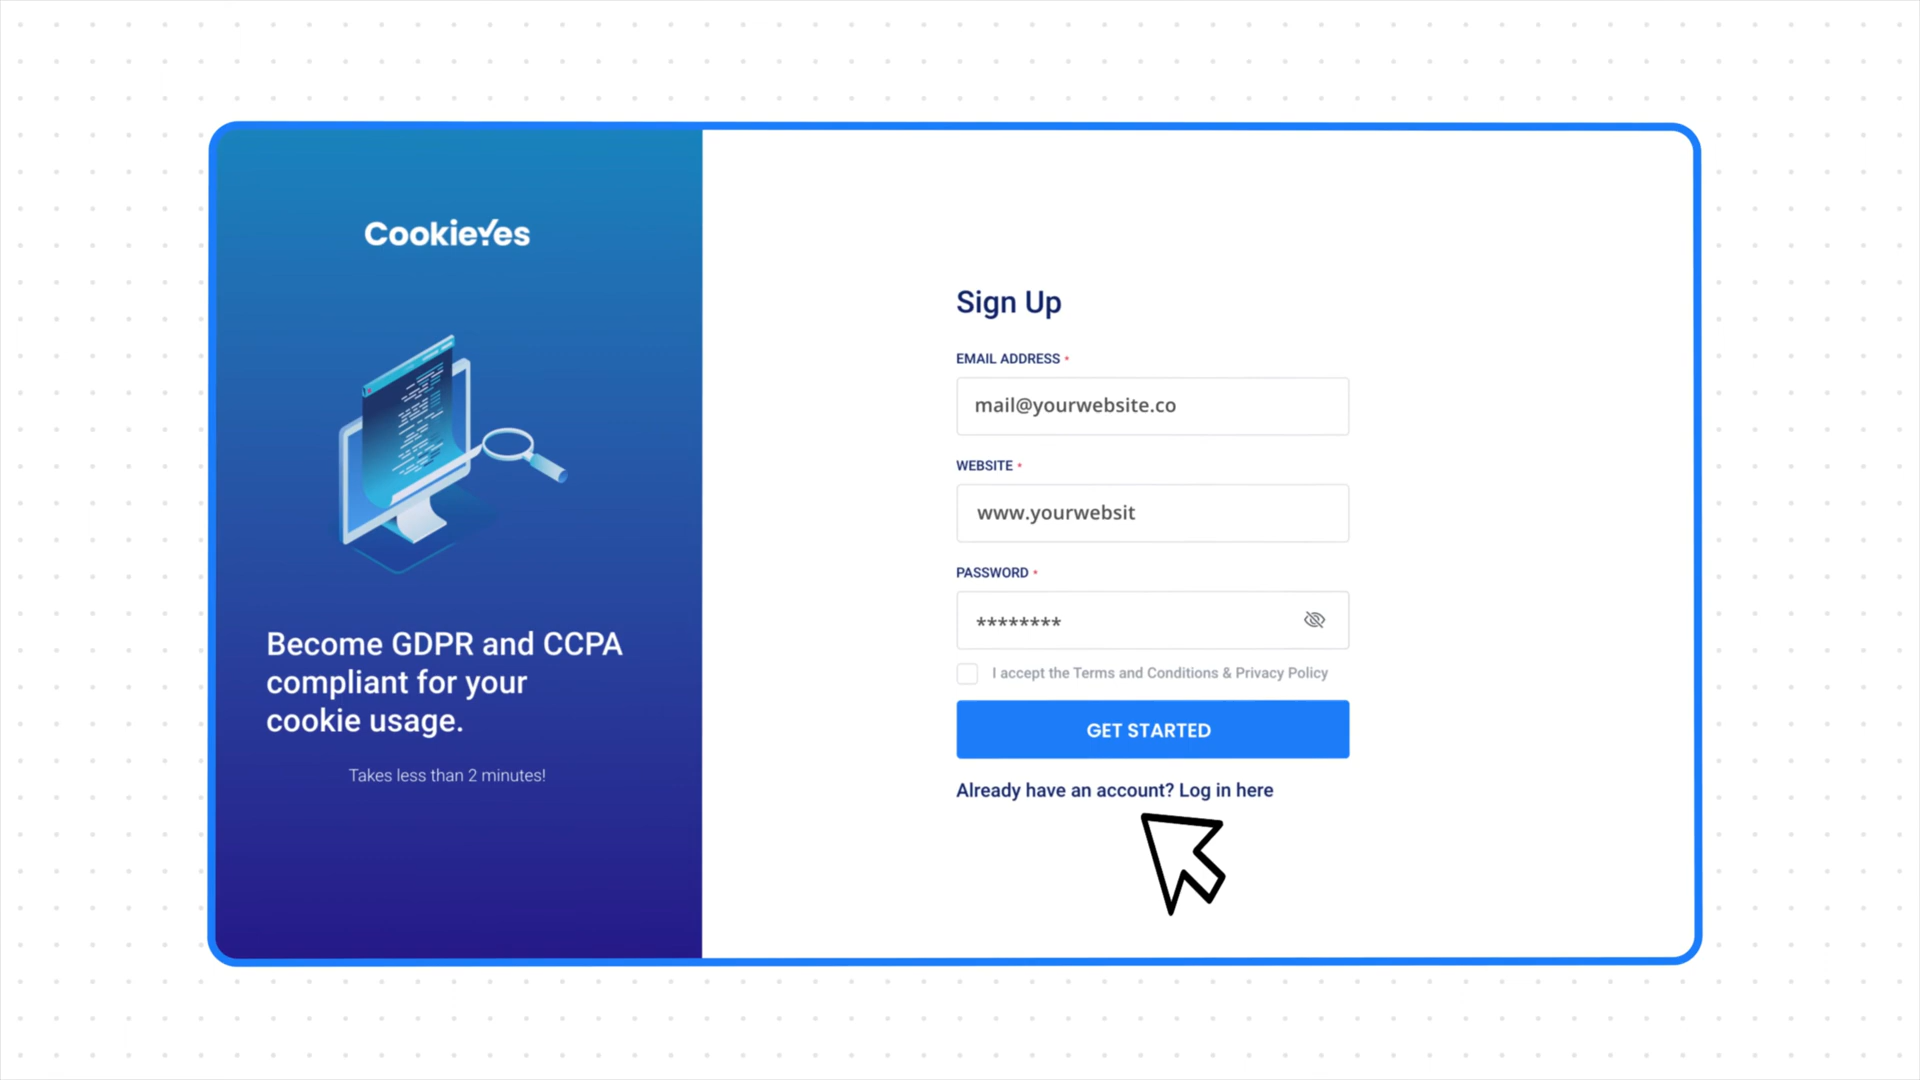 CookieYes
Become GDPR and CCPA
compliant for your
cookie usage.
Takes less than 2 minutes!
Sign Up
EMAIL ADDRESS *
mail@yourwebsite.co
WEBSITE *
www.yourwebsit
PASSWORD *
********
I accept the Terms and Conditions & Privacy Policy
GET STARTED
Already have an account? Log in here